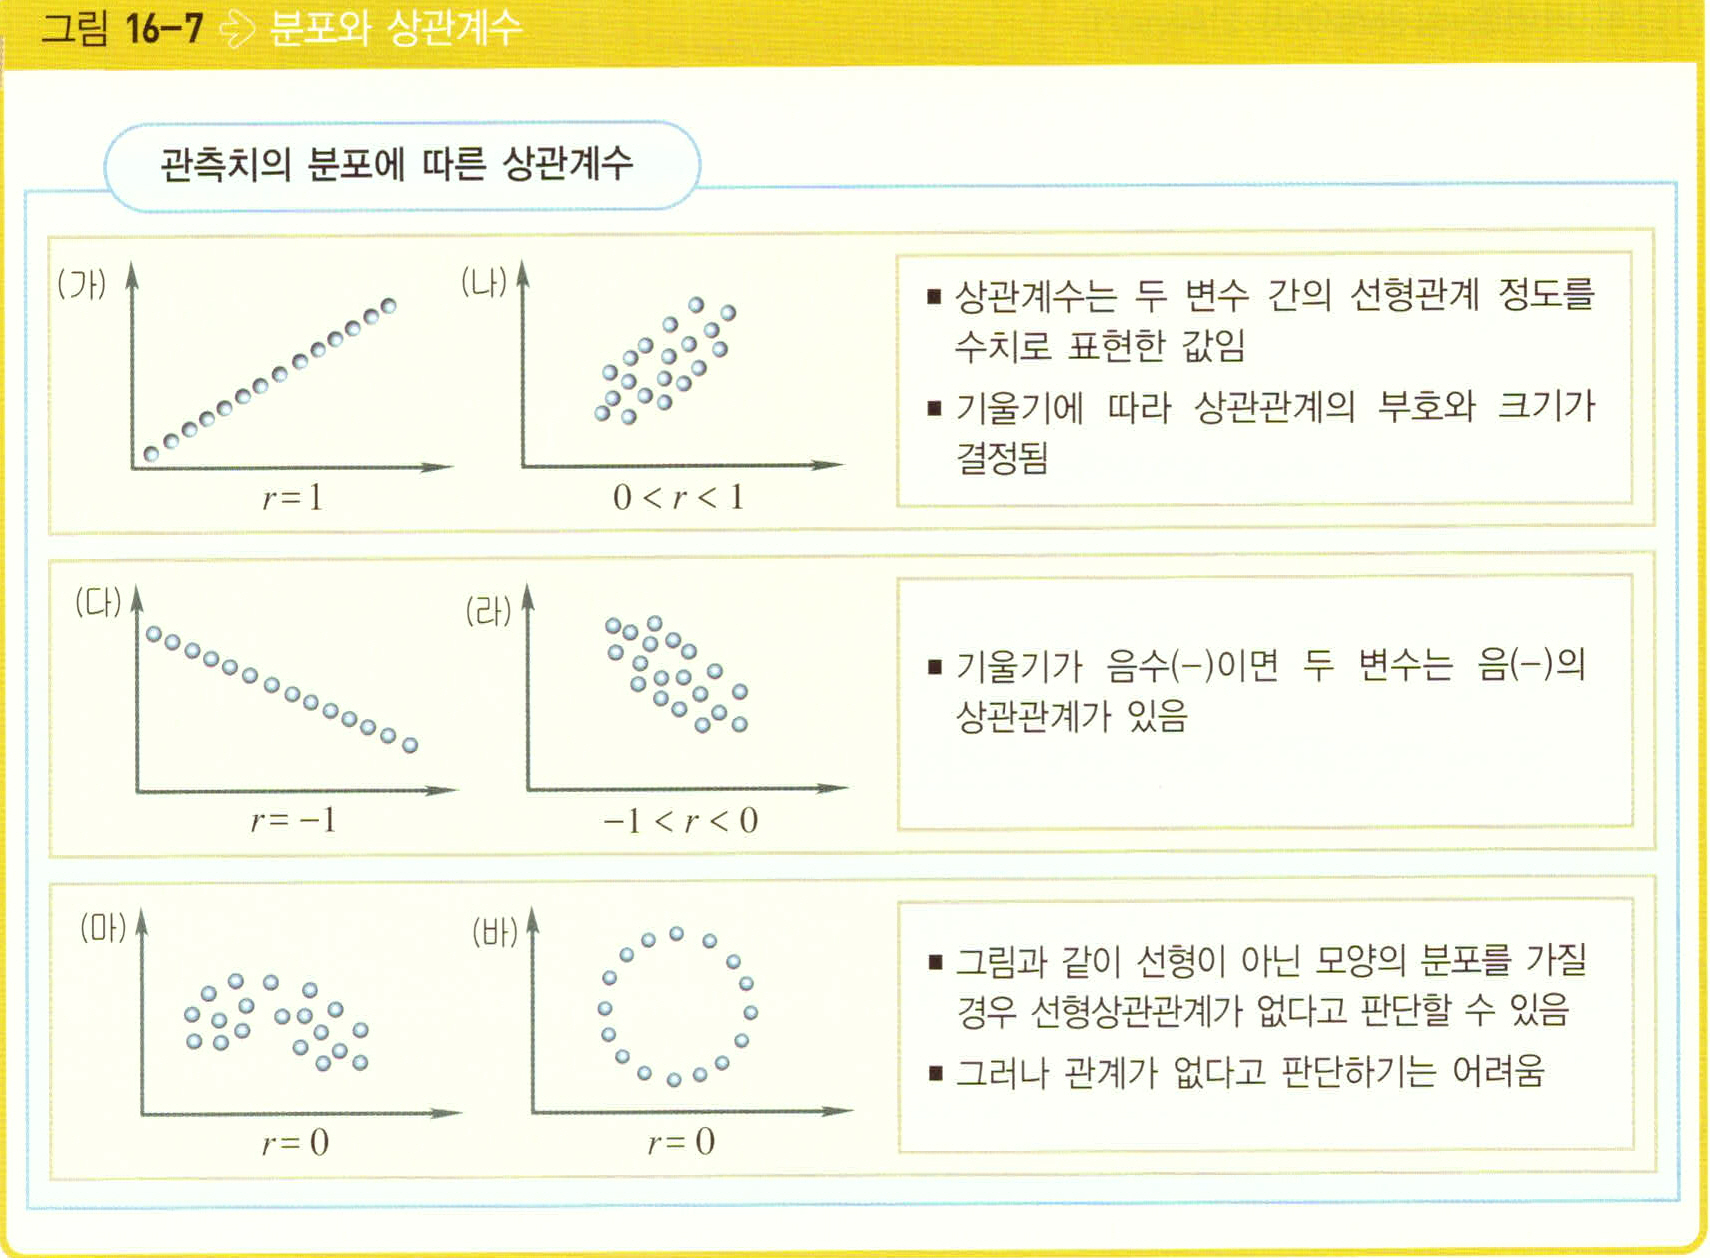 그림 16-7 분포와 상관계수
관측치의 분포에 따른 상관계수
(가)
r=1
(나)
0<r<1
■ 상관계수는 두 변수 간의 선형관계 정도를
수치로 표현한 값임
■ 기울기에 따라 상관관계의 부호와 크기가
결정됨
(다)
r=-1
(라)
-1<r<0
■ 기울기가 음수(-)이면 두 변수는 음(-)의
상관관계가 있음
(마)
r=0
(바)
r=0
■ 그림과 같이 선형이 아닌 모양의 분포를 가질
경우 선형상관관계가 없다고 판단할 수 있음
■ 그러나 관계가 없다고 판단하기는 어려움